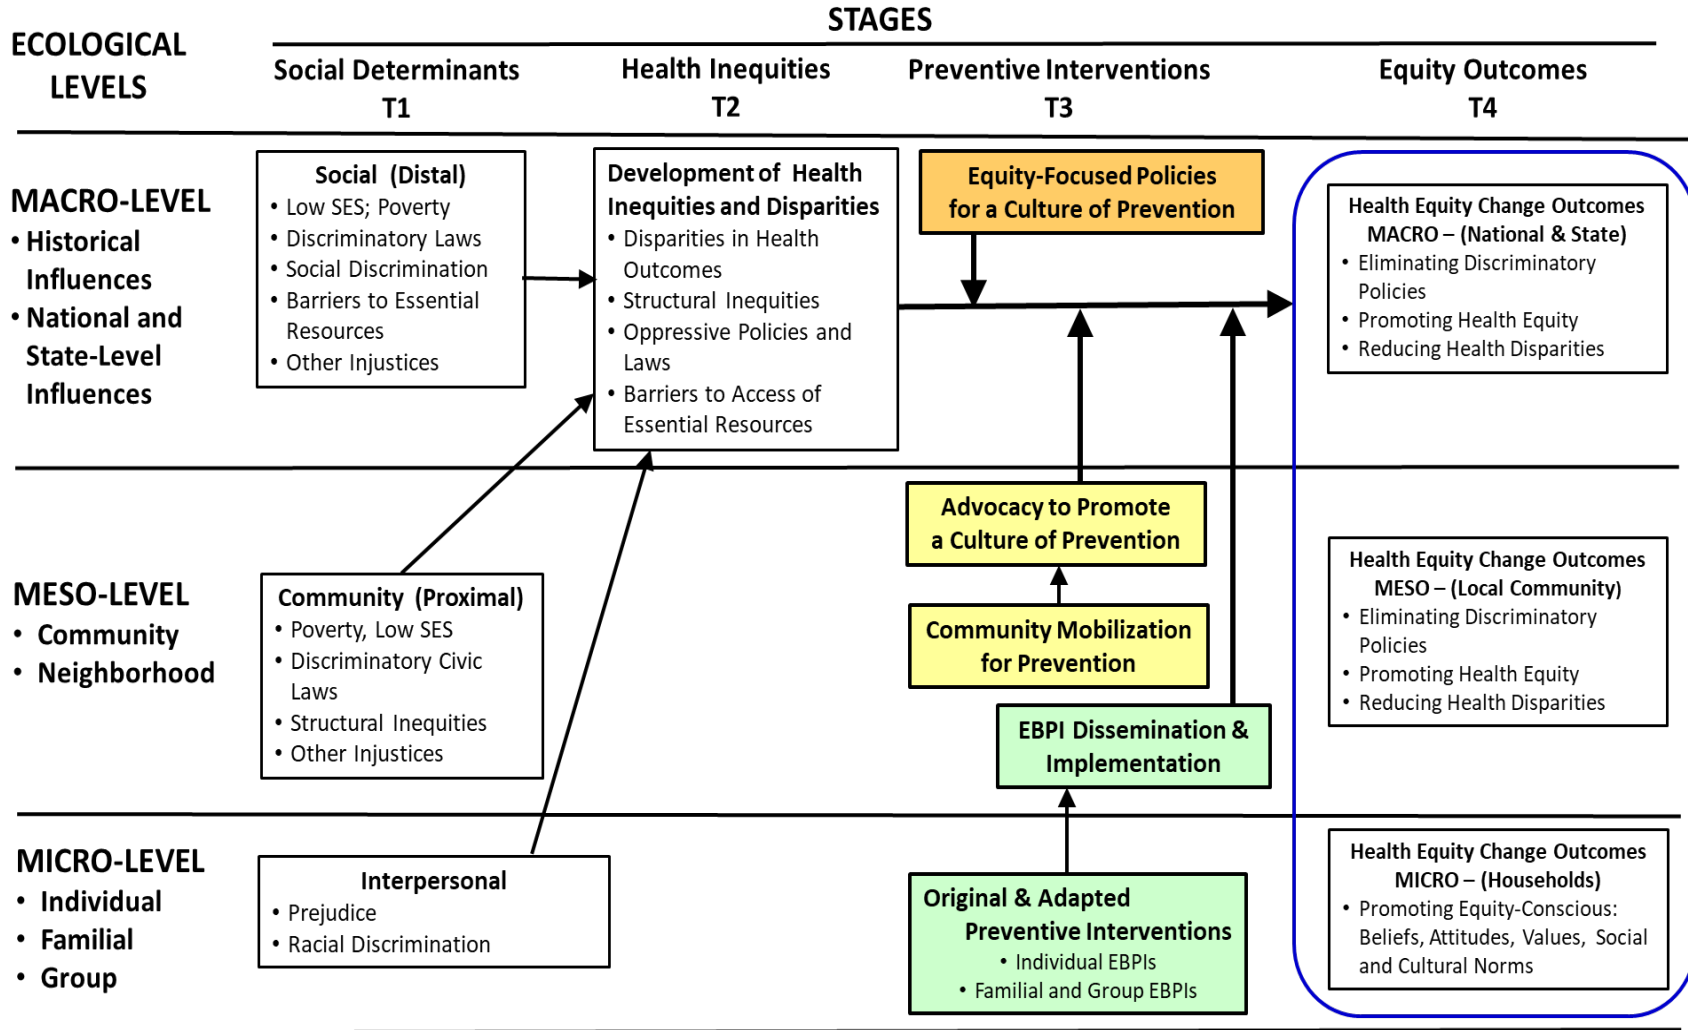 STAGES
ECOLOGICAL
LEVELS
Social Determinants
T1
Health Inequities
T2
Preventive Interventions
T3
Equity Outcomes
T4
MACRO-LEVEL
• Historical
Influences
• National and
State-Level
Influences
Social (Distal)
• Low SES; Poverty
• Discriminatory Laws
• Social Discrimination
• Barriers to Essential
Resources
• Other Injustices
Development of Health
Inequities and Disparities
• Disparities in Health
Outcomes
• Structural Inequities
• Oppressive Policies and
Laws
• Barriers to Access of
Essential Resources
Equity-Focused Policies
for a Culture of Prevention
Health Equity Change Outcomes
MACRO – (National & State)
• Eliminating Discriminatory
Policies
• Promoting Health Equity
• Reducing Health Disparities
MESO-LEVEL
• Community
• Neighborhood
Community (Proximal)
• Poverty, Low SES
• Discriminatory Civic
Laws
• Structural Inequities
• Other Injustices
Advocacy to Promote
a Culture of Prevention
Community Mobilization
for Prevention
EBPI Dissemination &
Implementation
Health Equity Change Outcomes
MESO – (Local Community)
• Eliminating Discriminatory
Policies
• Promoting Health Equity
• Reducing Health Disparities
MICRO-LEVEL
• Individual
• Familial
• Group
Interpersonal
• Prejudice
• Racial Discrimination
Original & Adapted
Preventive Interventions
• Individual EBPIs
• Familial and Group EBPIs
Health Equity Change Outcomes
MICRO – (Households)
• Promoting Equity-Conscious:
Beliefs, Attitudes, Values, Social
and Cultural Norms